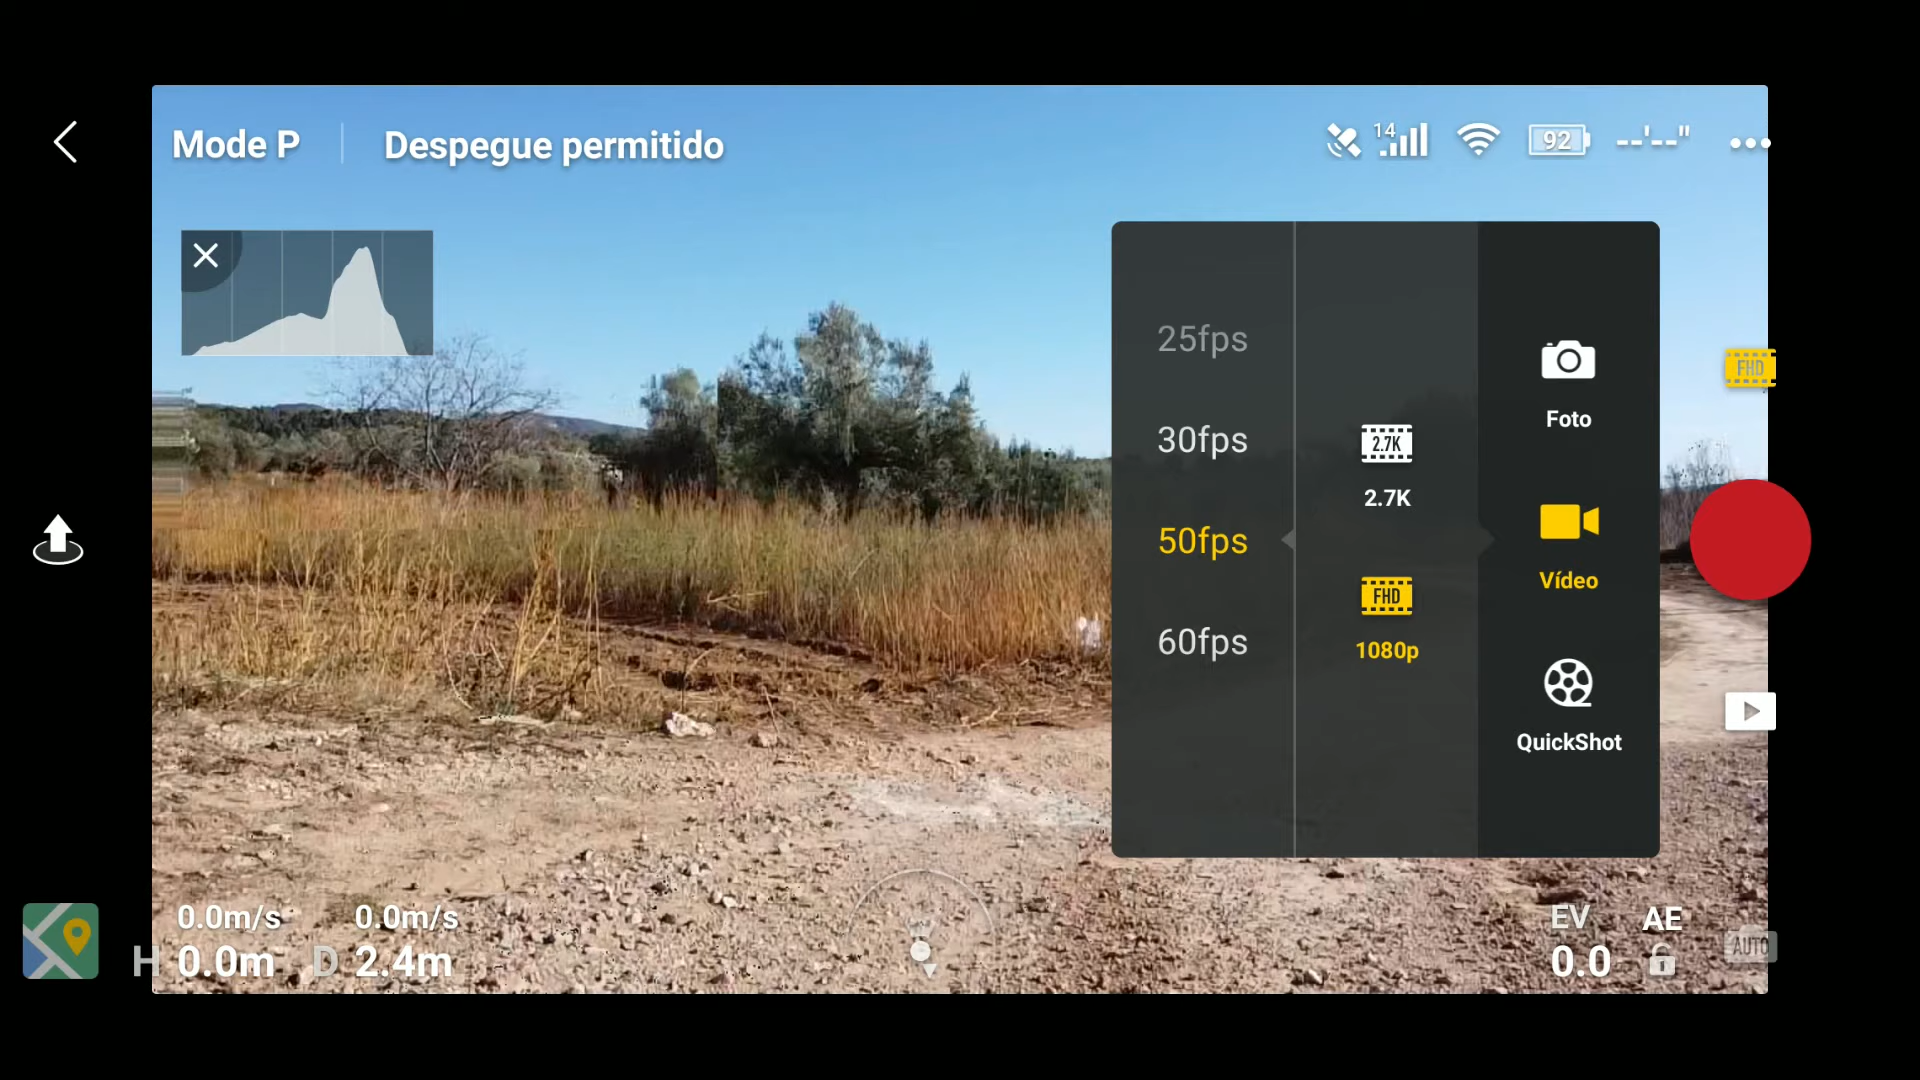 Mode P
Despegue permitido
14
92
--'--"
25fps
30fps
50fps
60fps
2.7K
2.7K
FHD
1080p
Foto
Vídeo
QuickShot
FHD
0.0m/s
0.0m/s
H 0.0m
D 2.4m
EV
0.0
AE
AUTO